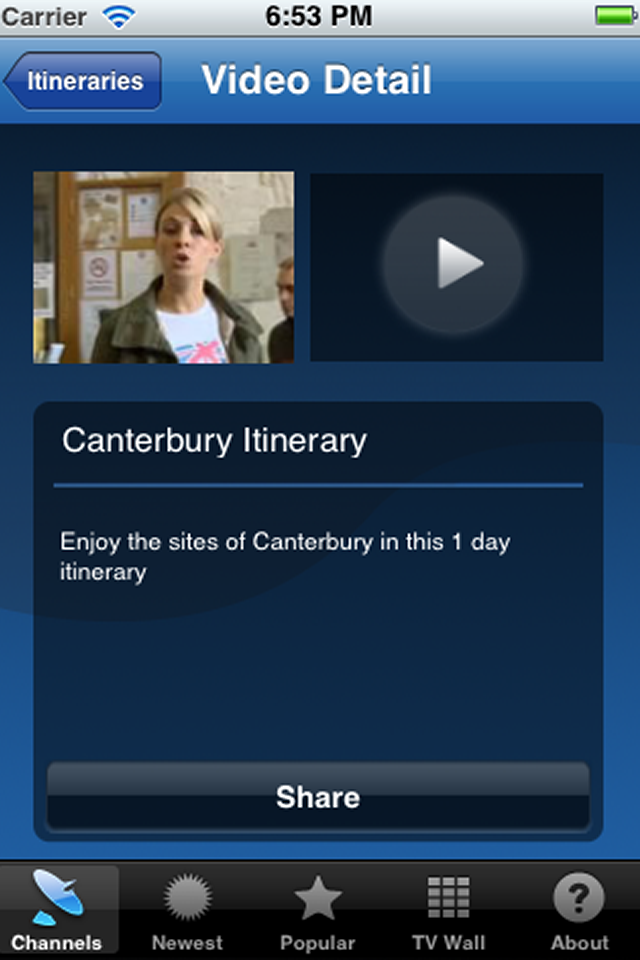 Carrier 6:53 PM
Itineraries Video Detail
Canterbury Itinerary
Enjoy the sites of Canterbury in this 1 day
itinerary
Share
Channels Newest Popular TV Wall About